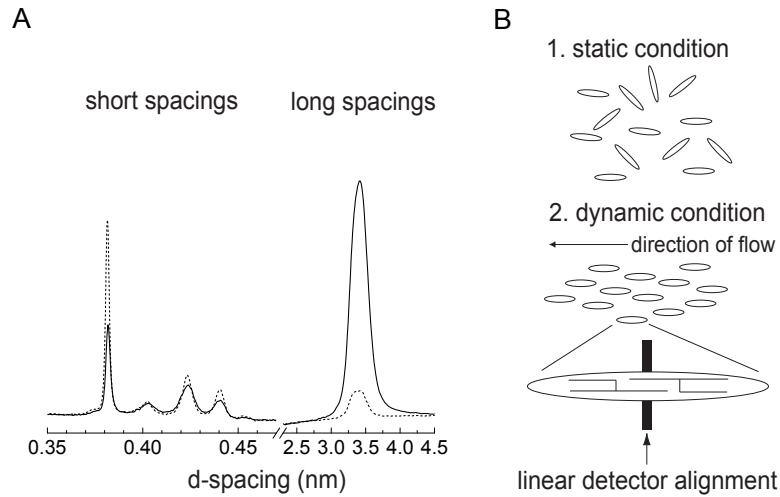 A
short spacings
long spacings
0.35 0.40 0.45 2.5 3.0 3.5 4.0 4.5
d-spacing (nm)
B
1. static condition
2. dynamic condition
direction of flow
linear detector alignment